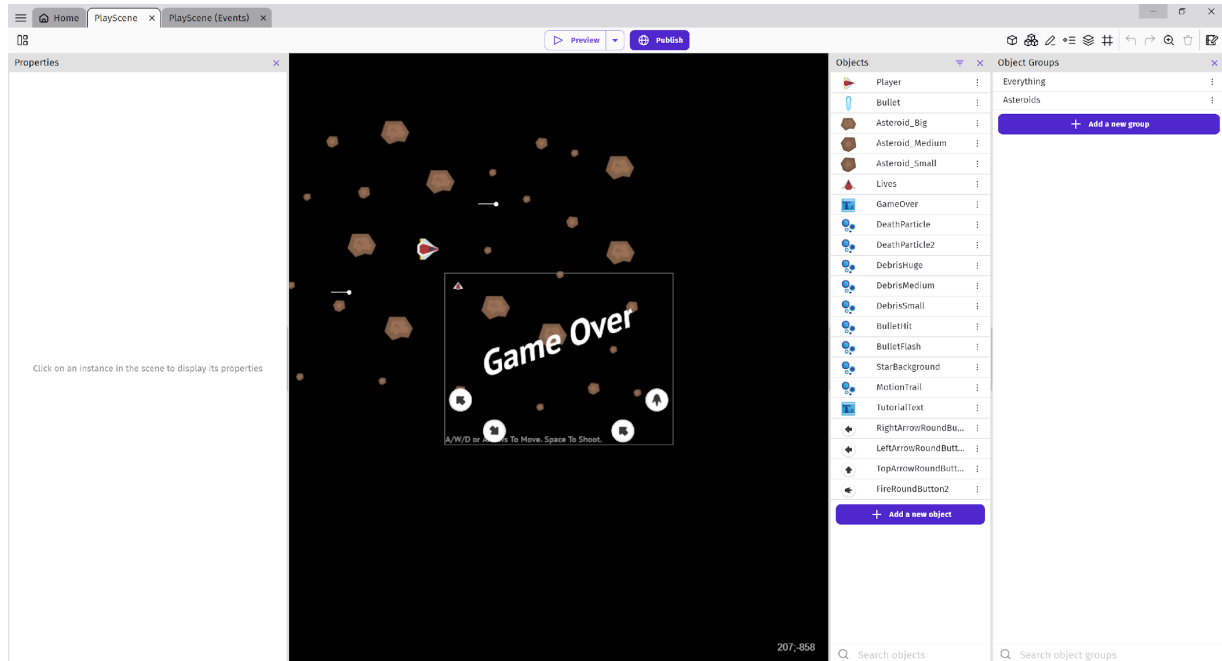 Home
PlayScene
PlayScene (Events)
Preview
Publish
Properties
Click on an instance in the scene to display its properties
Game Over
A/W/D or Arrows To Move. Space To Shoot.
207;-858
Objects
Player
Bullet
Asteroid_Big
Asteroid_Medium
Asteroid_Small
Lives
GameOver
DeathParticle
DeathParticle2
DebrisHuge
DebrisMedium
DebrisSmall
BulletHit
BulletFlash
StarBackground
MotionTrail
TutorialText
RightArrowRoundBu...
LeftArrowRoundButt...
TopArrowRoundButt...
FireRoundButton2
Add a new object
Search objects
Object Groups
Everything
Asteroids
Add a new group
Search object groups